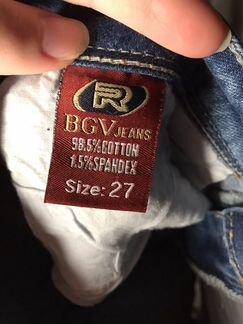 R
BGV JEANS
98.5%COTTON
1.5%SPANDEX
Size: 27